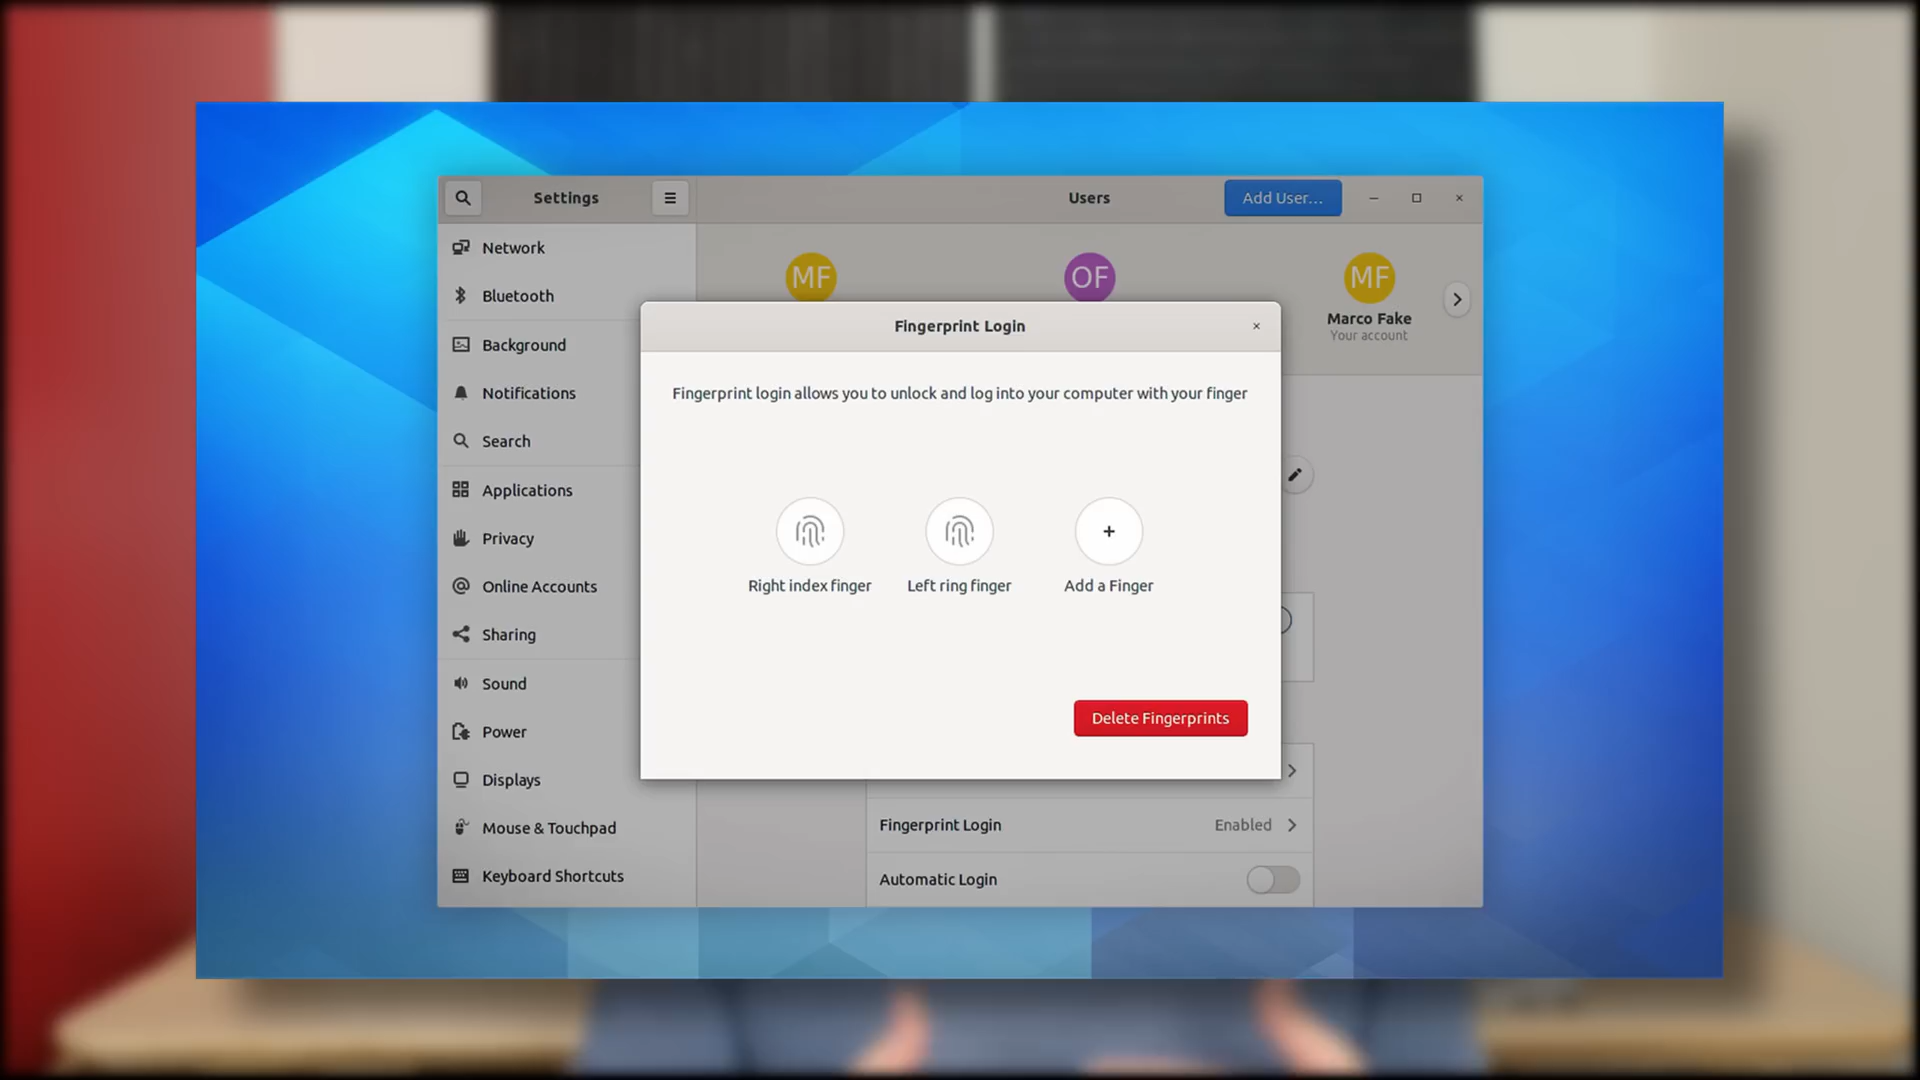 Settings
Users
Add User...
Network
Bluetooth
Background
Notifications
Search
Applications
Privacy
Online Accounts
Sharing
Sound
Power
Displays
Mouse & Touchpad
Keyboard Shortcuts
MF
OF
MF
Marco Fake
Your account
Fingerprint Login
Fingerprint login allows you to unlock and log into your computer with your finger
Right index finger
Left ring finger
Add a Finger
Delete Fingerprints
Fingerprint Login
Enabled
Automatic Login